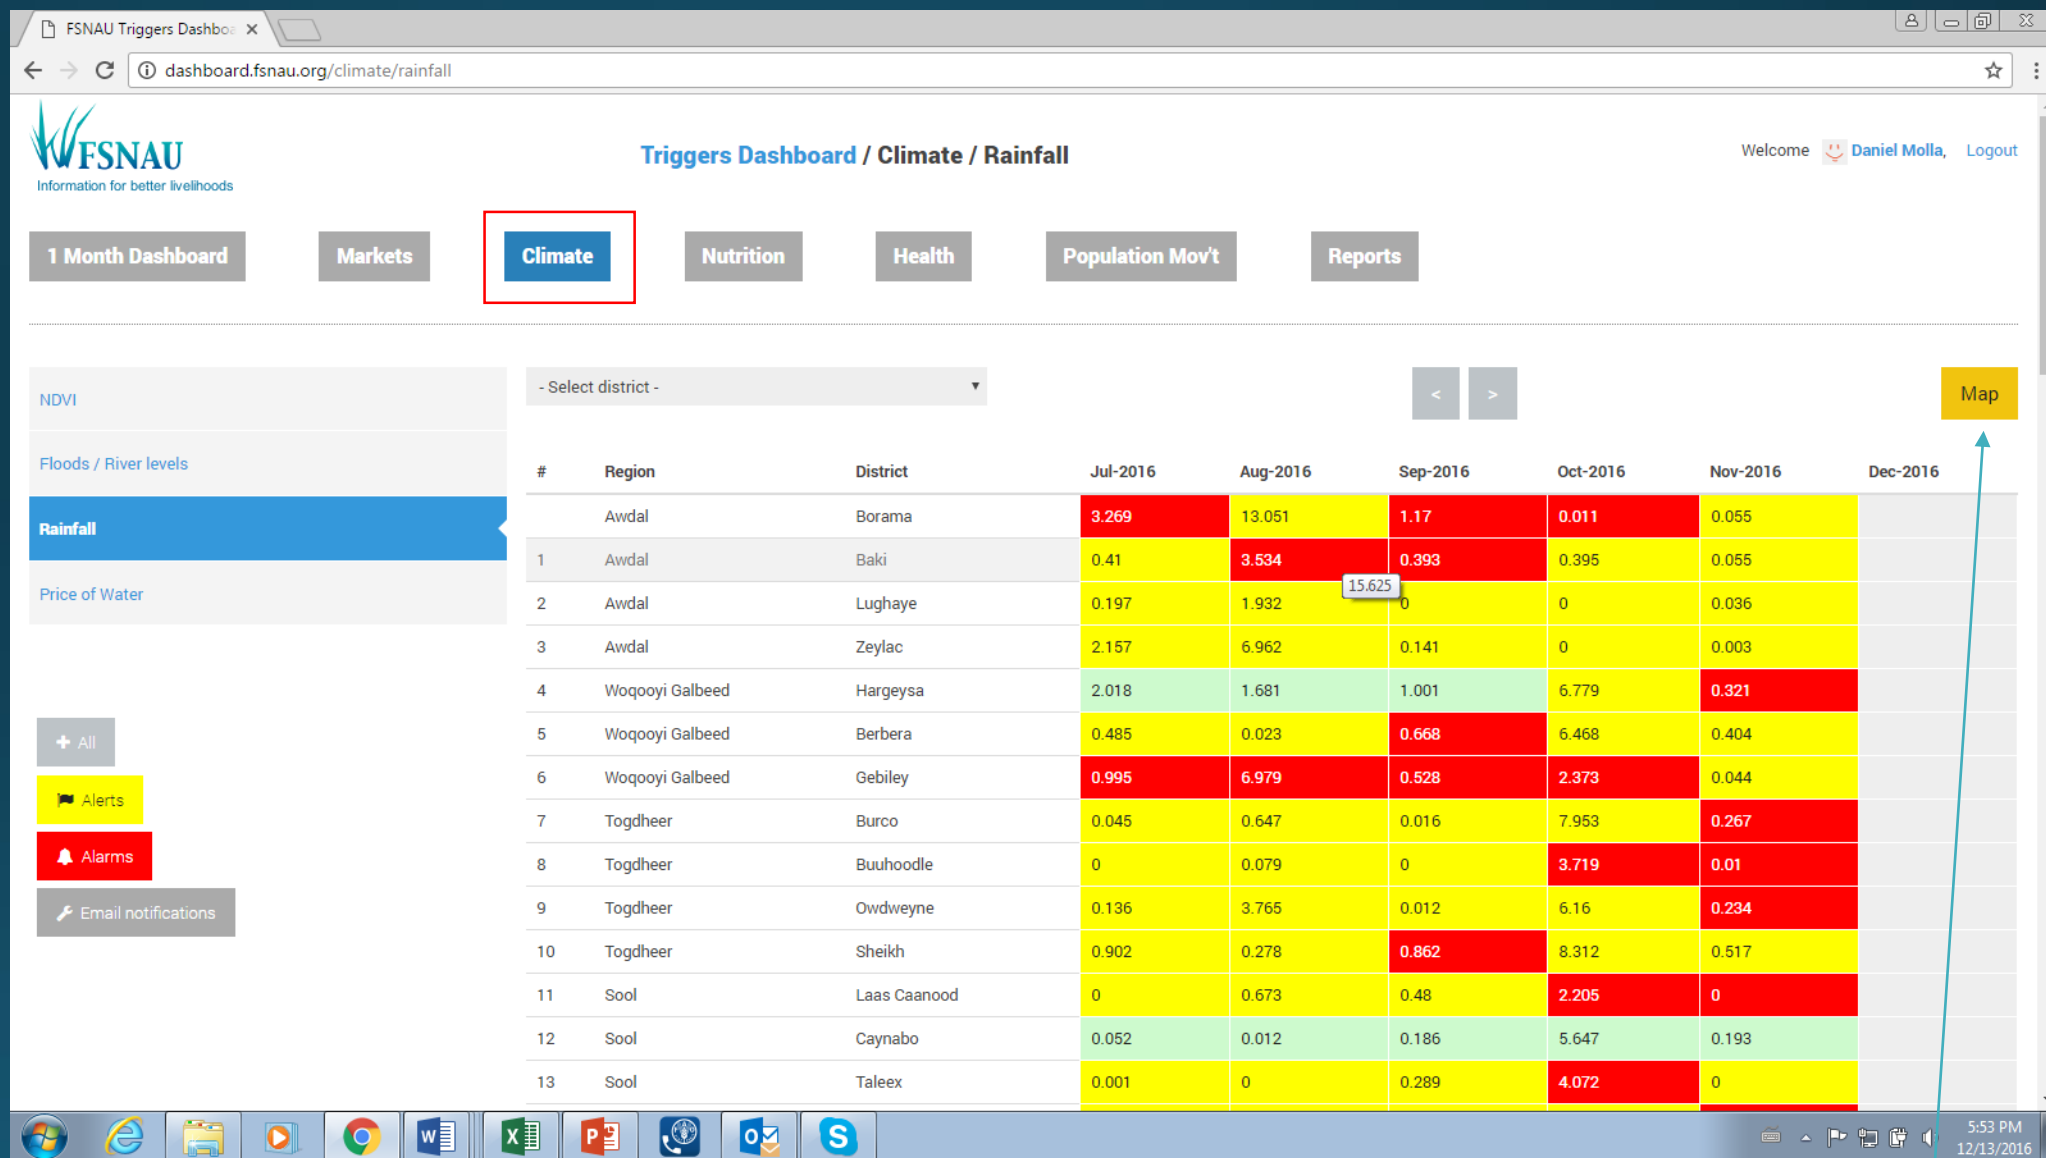 FSNAU Triggers Dashboa
dashboard.fsnau.org/climate/rainfall
FSNAU
Information for better livelihoods
Triggers Dashboard / Climate / Rainfall
Welcome Daniel Molla, Logout
1 Month Dashboard Markets Climate Nutrition Health Population Mov't Reports
NDVI
Floods / River levels
Rainfall
Price of Water
+ All
Alerts
Alarms
Email notifications
- Select district - < > Map
# Region District Jul-2016 Aug-2016 Sep-2016 Oct-2016 Nov-2016 Dec-2016
Awdal Borama 3.269 13.051 1.17 0.011 0.055
1 Awdal Baki 0.41 3.534 0.393 0.395 0.055
15.625
2 Awdal Lughaye 0.197 1.932 0 0 0.036
3 Awdal Zeylac 2.157 6.962 0.141 0 0.003
4 Woqooyi Galbeed Hargeysa 2.018 1.681 1.001 6.779 0.321
5 Woqooyi Galbeed Berbera 0.485 0.023 0.668 6.468 0.404
6 Woqooyi Galbeed Gebiley 0.995 6.979 0.528 2.373 0.044
7 Togdheer Burco 0.045 0.647 0.016 7.953 0.267
8 Togdheer Buuhoodle 0 0.079 0 3.719 0.01
9 Togdheer Owdweyne 0.136 3.765 0.012 6.16 0.234
10 Togdheer Sheikh 0.902 0.278 0.862 8.312 0.517
11 Sool Laas Caanood 0 0.673 0.48 2.205 0
12 Sool Caynabo 0.052 0.012 0.186 5.647 0.193
13 Sool Taleex 0.001 0 0.289 4.072 0
5:53 PM
12/13/2016